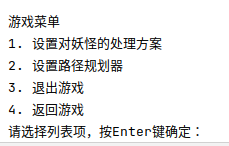 游戏菜单
1. 设置对妖怪的处理方案
2. 设置路径规划器
3. 退出游戏
4. 返回游戏
请选择列表项，按Enter键确定：